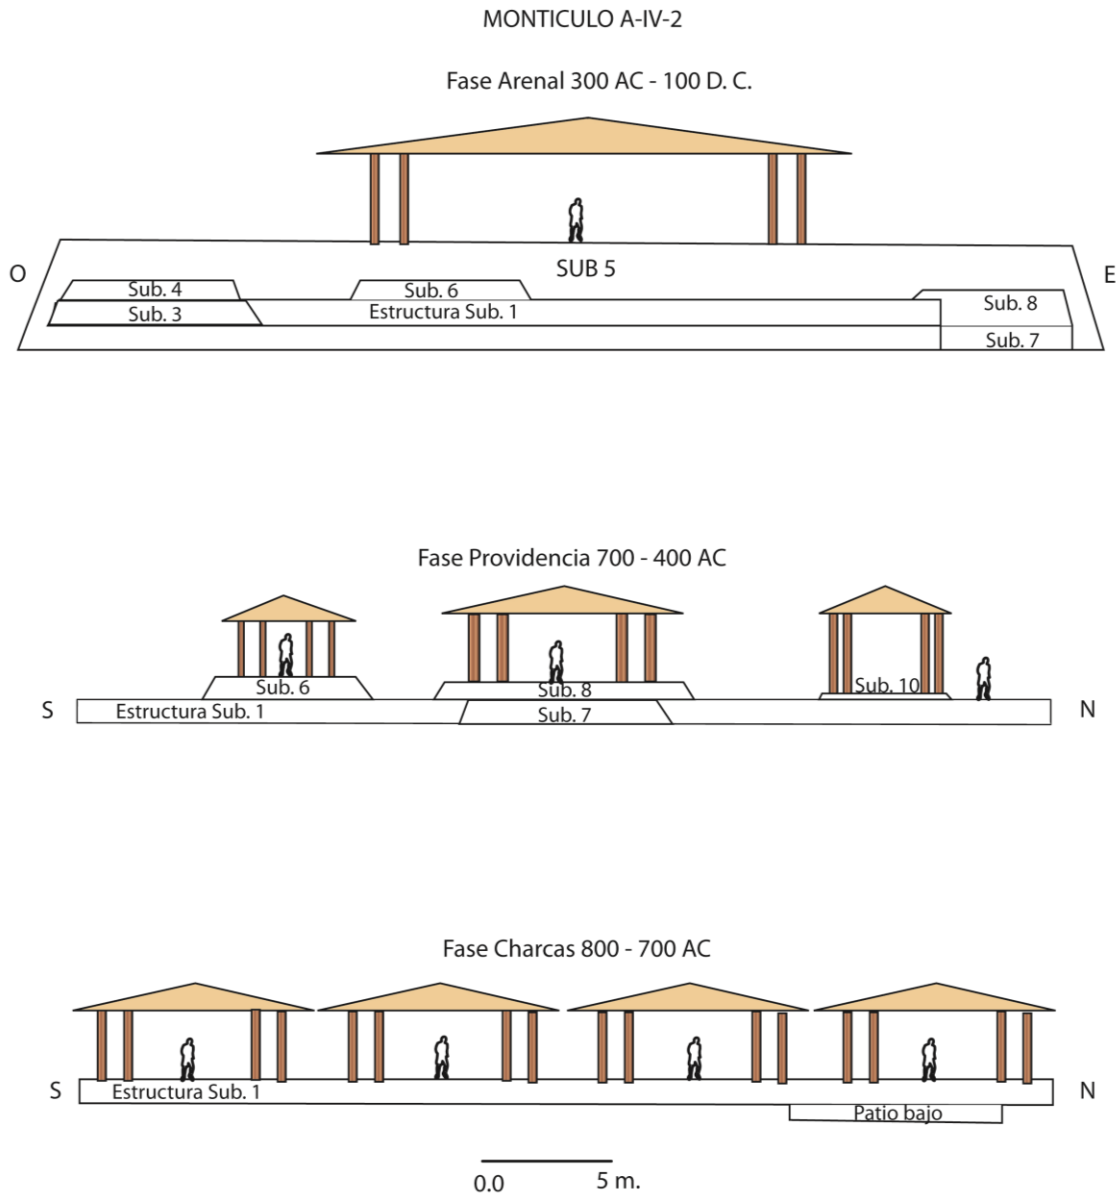 MONTICULO A-IV-2
Fase Arenal 300 AC - 100 D. C.
O
SUB 5
E
Sub. 4
Sub. 6
Sub. 8
Sub. 3
Estructura Sub. 1
Sub. 7
Fase Providencia 700 - 400 AC
Sub. 6
Sub. 8
Sub. 10
S
Estructura Sub. 1
Sub. 7
N
Fase Charcas 800 - 700 AC
S
Estructura Sub. 1
N
Patio bajo
0.0
5 m.